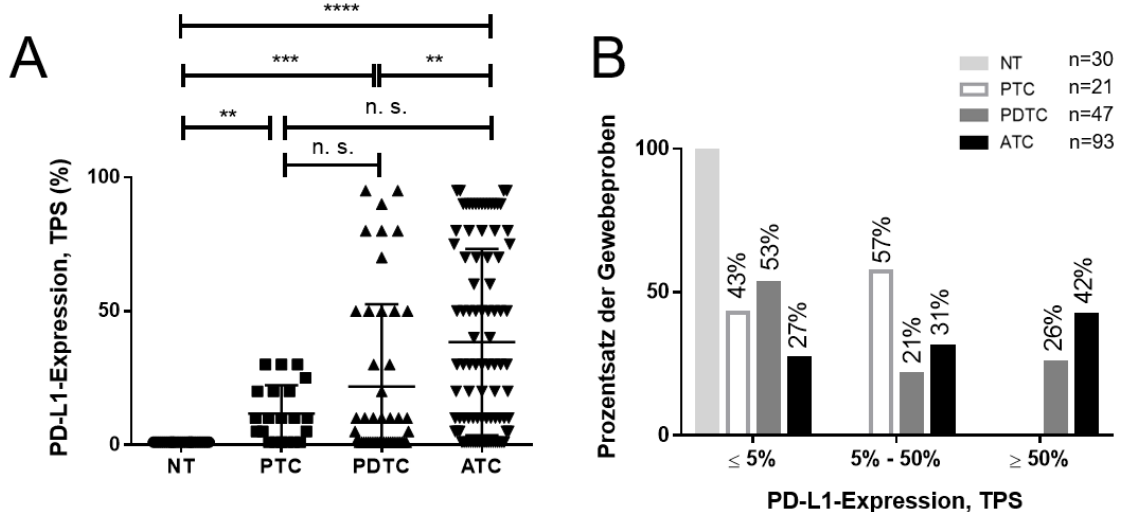 A
****
***
**
**
n. s.
n. s.
PD-L1-Expression, TPS (%)
100
50
0
NT
PTC
PDTC
ATC
B
NT n=30
PTC n=21
PDTC n=47
ATC n=93
Prozentsatz der Gewebeproben
100
50
0
43%
53%
27%
57%
21%
31%
26%
42%
≤ 5%
5% - 50%
≥ 50%
PD-L1-Expression, TPS